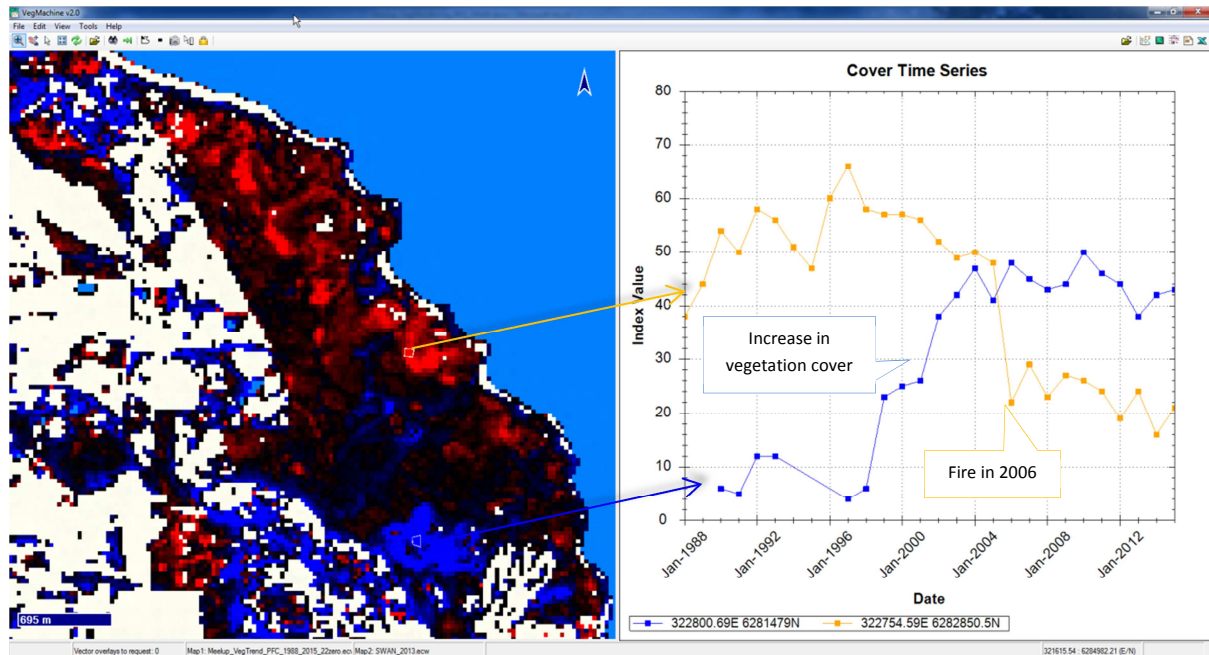 VegMachine v2.0
File Edit View Tools Help
695 m
Cover Time Series
80
70
60
50
40
30
20
10
0
Index Value
Increase in
vegetation cover
Fire in 2006
Jan-1988
Jan-1992
Jan-1996
Jan-2000
Jan-2004
Jan-2008
Jan-2012
Date
322800.69E 6281479N 322754.59E 6282850.5N
Vector overlays to request: 0 Map1: Meelup_VegTrend_PFC_1988_2015_22zero.ecw Map2: SWAN_2013.ecw 321615.54 : 6284982.21 (E/N)